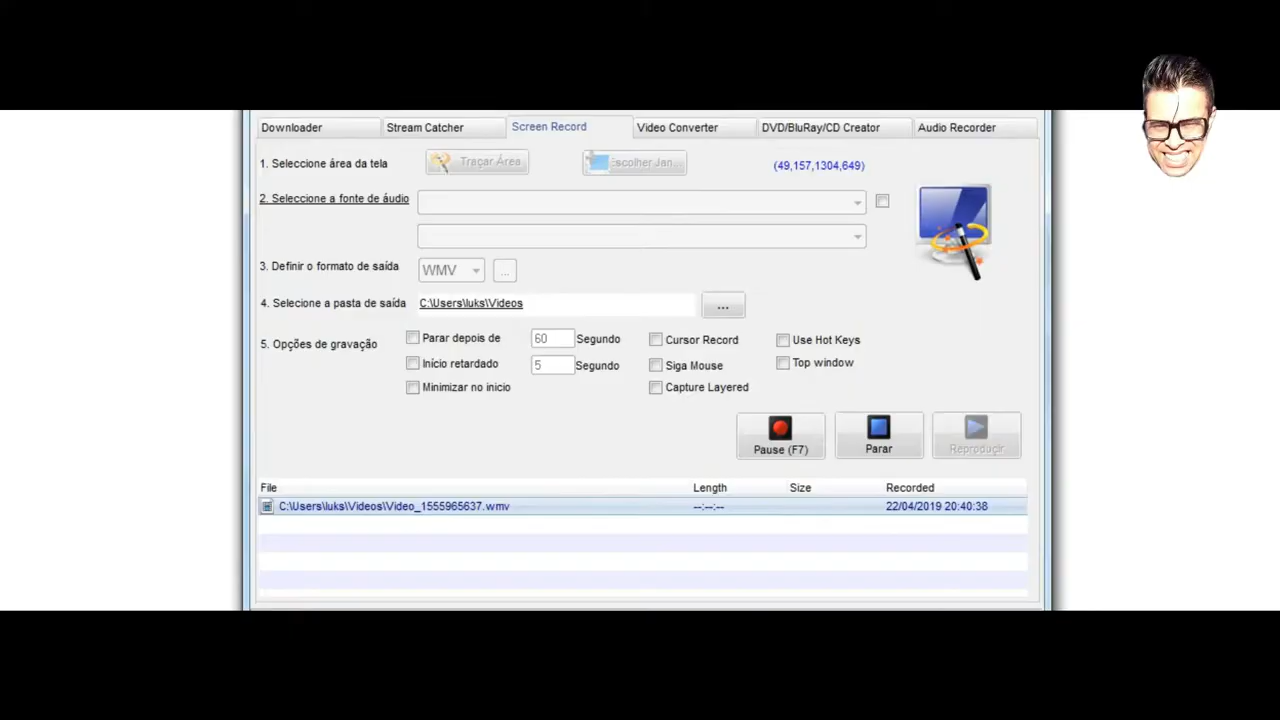 Downloader Stream Catcher Screen Record Video Converter DVD/BluRay/CD Creator Audio Recorder
1. Seleccione área da tela Traçar Área Escolher Jan... (49,157,1304,649)
2. Seleccione a fonte de áudio
3. Definir o formato de saída WMV ...
4. Selecione a pasta de saída C:\Users\luks\Videos ...
5. Opções de gravação Parar depois de 60 Segundo Cursor Record Use Hot Keys
Início retardado 5 Segundo Siga Mouse Top window
Minimizar no inicio Capture Layered
Pause (F7) Parar Reproduçir
File Length Size Recorded
C:\Users\luks\Videos\Video_1555965637.wmv --:--:-- 22/04/2019 20:40:38